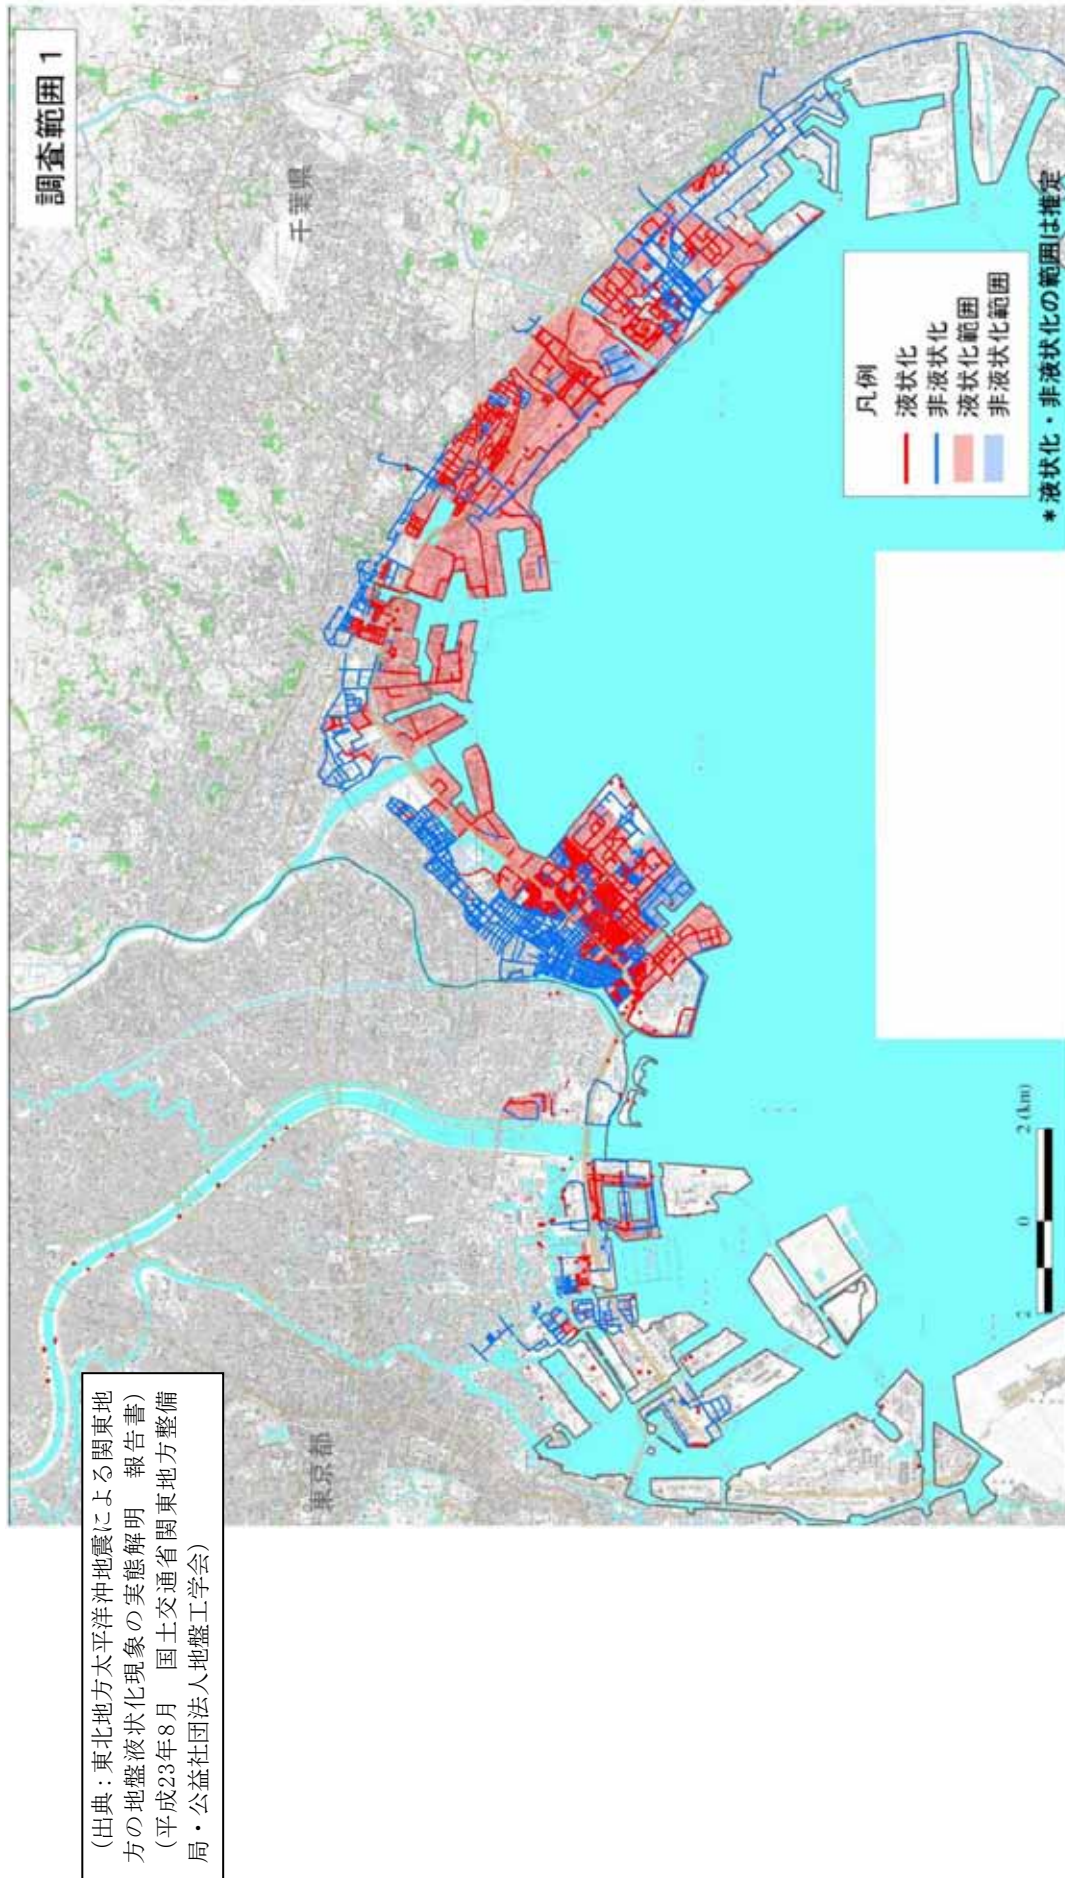 調査範囲 1
千葉県
東京都
凡例
液状化
非液状化
液状化範囲
非液状化範囲
*液状化・非液状化の範囲は推定
2 0 2 (km)
(出典:東北地方太平洋沖地震による関東地
方の地盤液状化現象の実態解明 報告書)
(平成23年8月 国土交通省関東地方整備
局・公益社団法人地盤工学会)